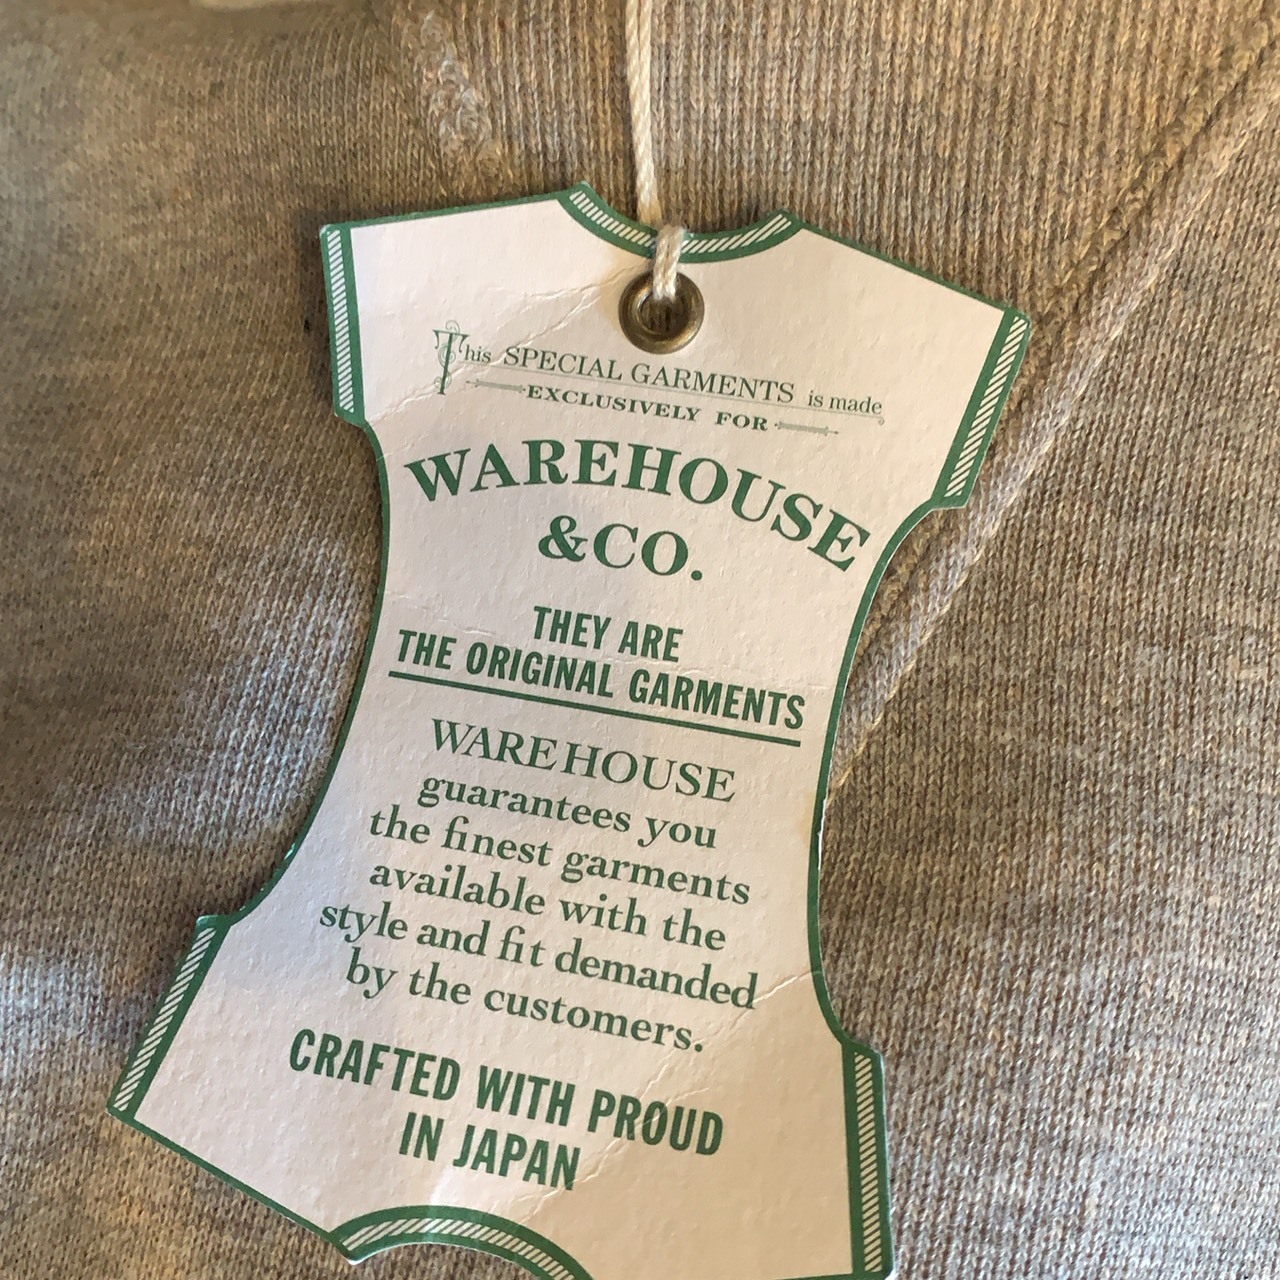 This SPECIAL GARMENTS is made
EXCLUSIVELY FOR
WAREHOUSE
&CO.
THEY ARE
THE ORIGINAL GARMENTS
WAREHOUSE
guarantees you
the finest garments
available with the
style and fit demanded
by the customers.
CRAFTED WITH PROUD
IN JAPAN